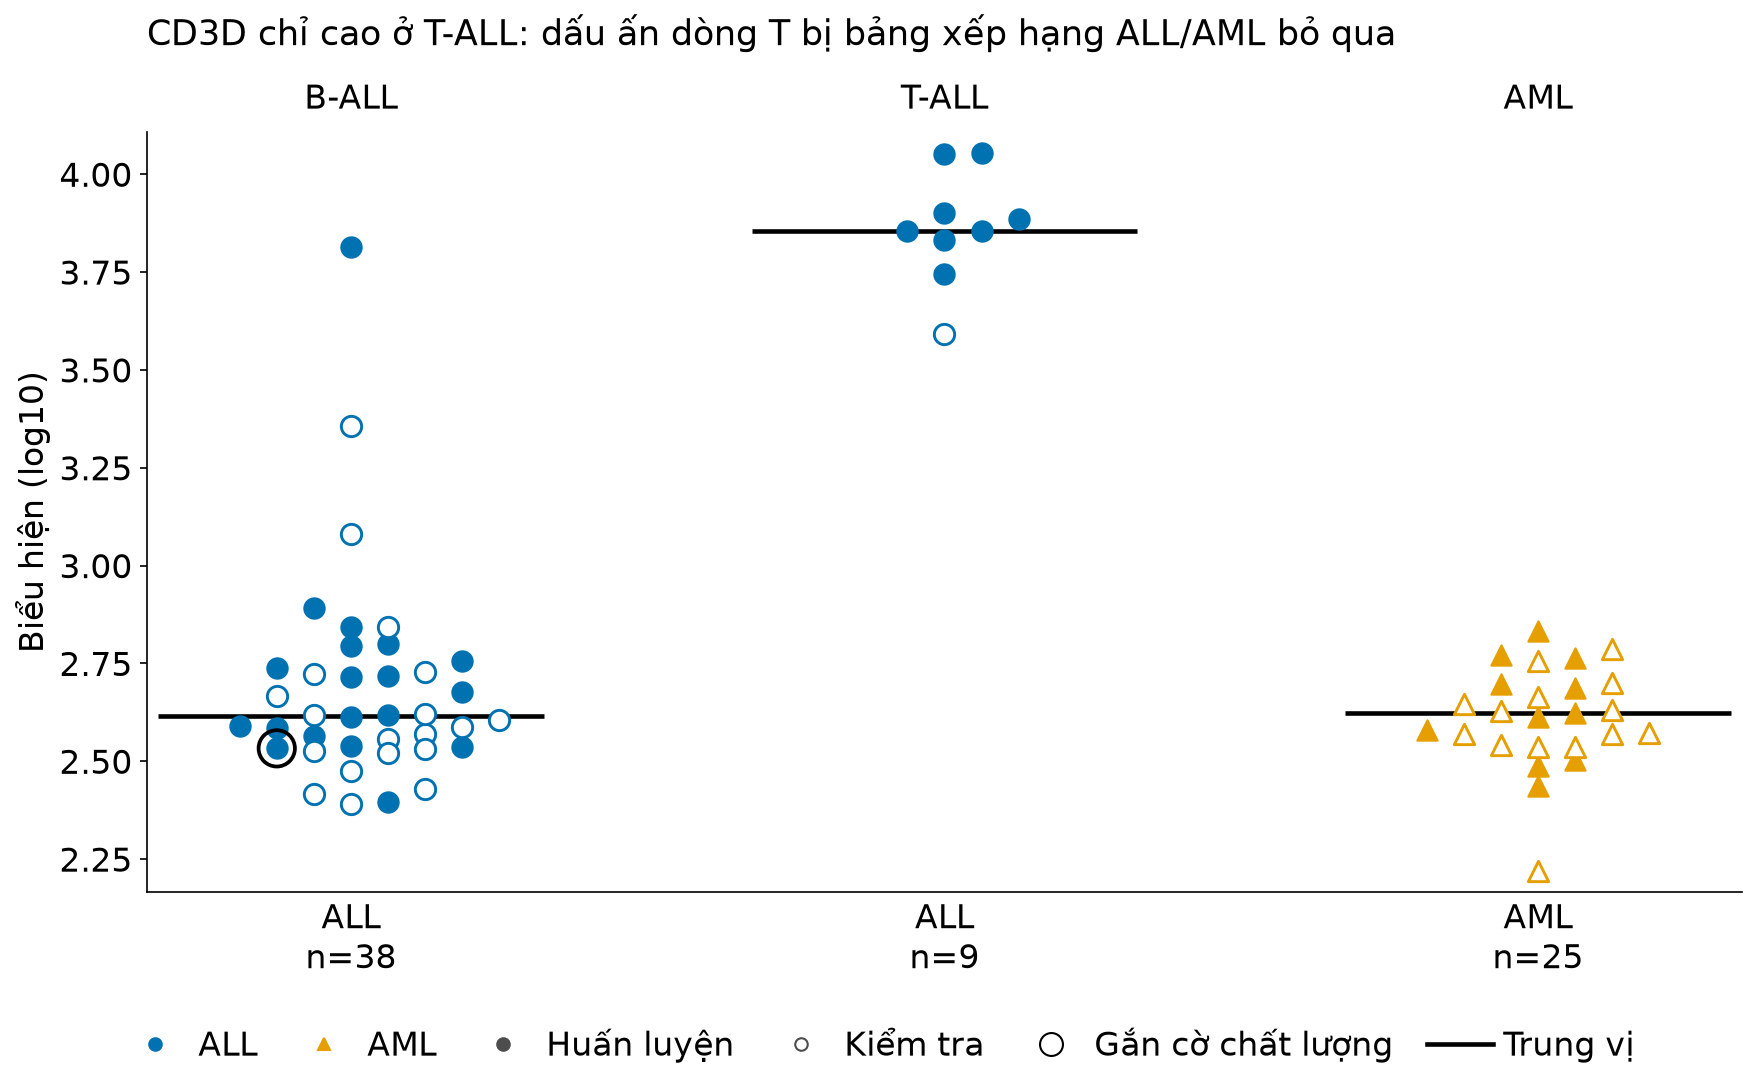 CD3D chỉ cao ở T-ALL: dấu ấn dòng T bị bảng xếp hạng ALL/AML bỏ qua
B-ALL T-ALL AML
Biểu hiện (log10)
4.00
3.75
3.50
3.25
3.00
2.75
2.50
2.25
ALL ALL AML
n=38 n=9 n=25
ALL AML Huấn luyện Kiểm tra Gắn cờ chất lượng Trung vị